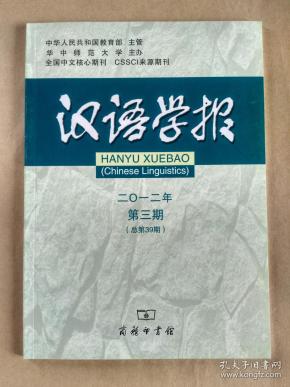 中华人民共和国教育部 主管
华中师范大学 主办
全国中文核心期刊 CSSCI来源期刊
汉语学报
HANYU XUEBAO
(Chinese Linguistics)
二〇一二年
第三期
(总第39期)
商务印书馆
孔夫子旧书网